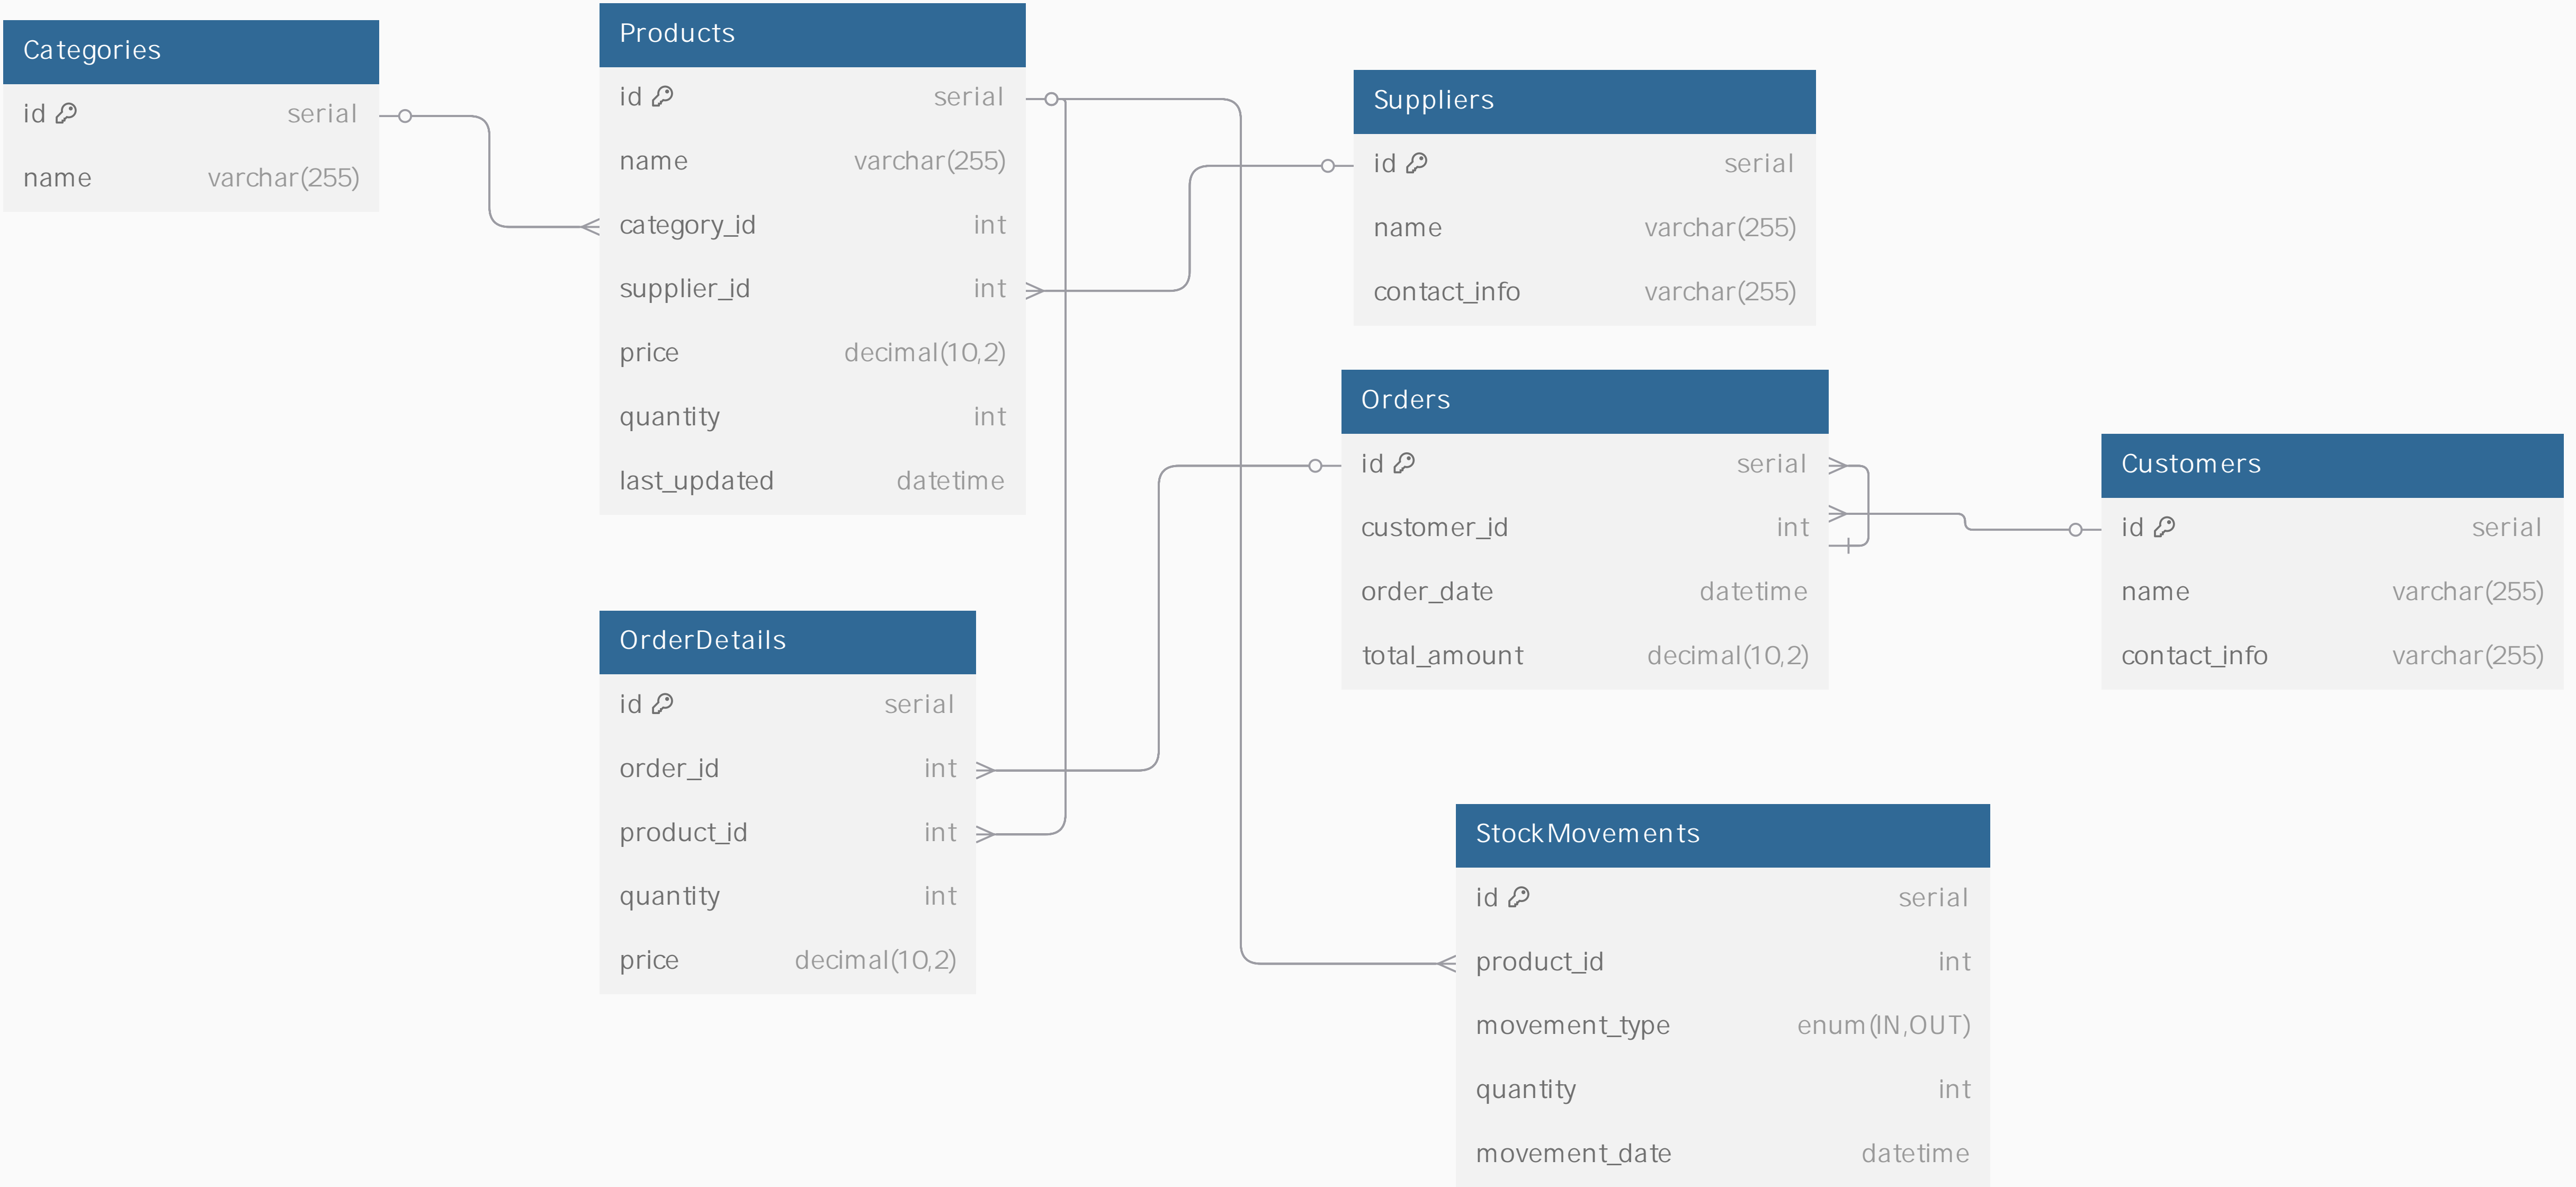 Categories
id serial
name varchar(255)
Products
id serial
name varchar(255)
category_id int
supplier_id int
price decimal(10,2)
quantity int
last_updated datetime
Suppliers
id serial
name varchar(255)
contact_info varchar(255)
Orders
id serial
customer_id int
order_date datetime
total_amount decimal(10,2)
Customers
id serial
name varchar(255)
contact_info varchar(255)
OrderDetails
id serial
order_id int
product_id int
quantity int
price decimal(10,2)
StockMovements
id serial
product_id int
movement_type enum(IN,OUT)
quantity int
movement_date datetime